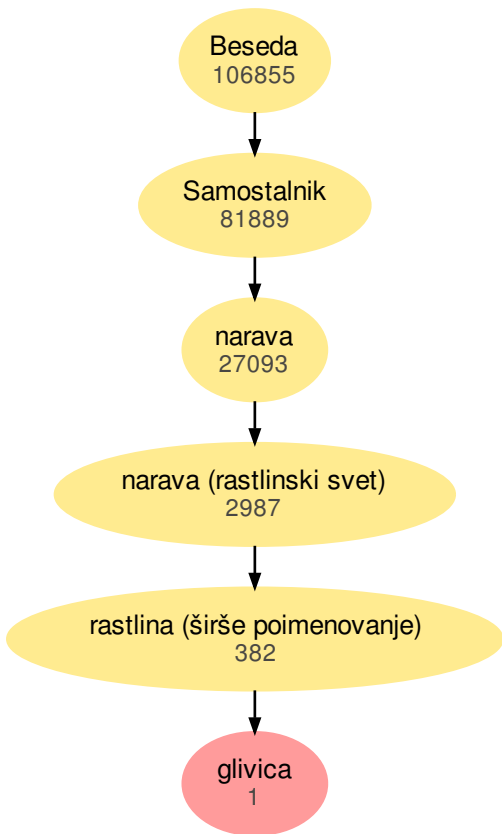 Beseda
106855
Samostalnik
81889
narava
27093
narava (rastlinski svet)
2987
rastlina (širše poimenovanje)
382
glivica
1